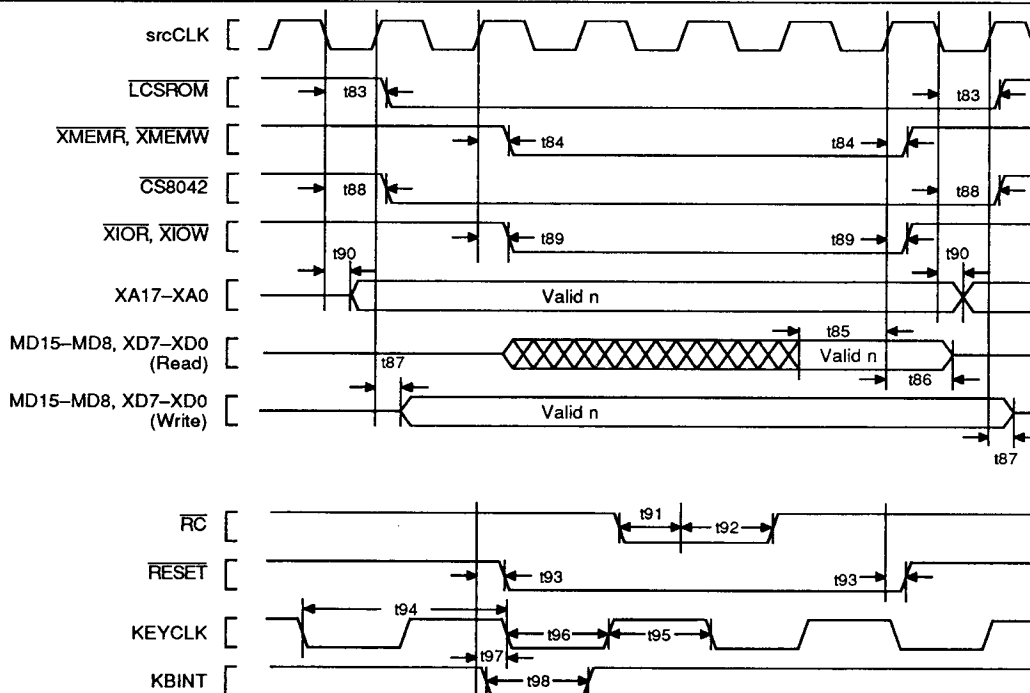 srcCLK
LCSROM t83 t83
XMEMR, XMEMW t84 t84
CS8042 t88 t88
XIOR, XIOW t89 t89
t90 t90
XA17–XA0 Valid n
MD15–MD8, XD7–XD0
(Read) t85 Valid n
t87 t86
MD15–MD8, XD7–XD0
(Write) Valid n
t87
RC t91 t92
RESET t93 t93
t94
KEYCLK t96 t95
t97
KBINT t98